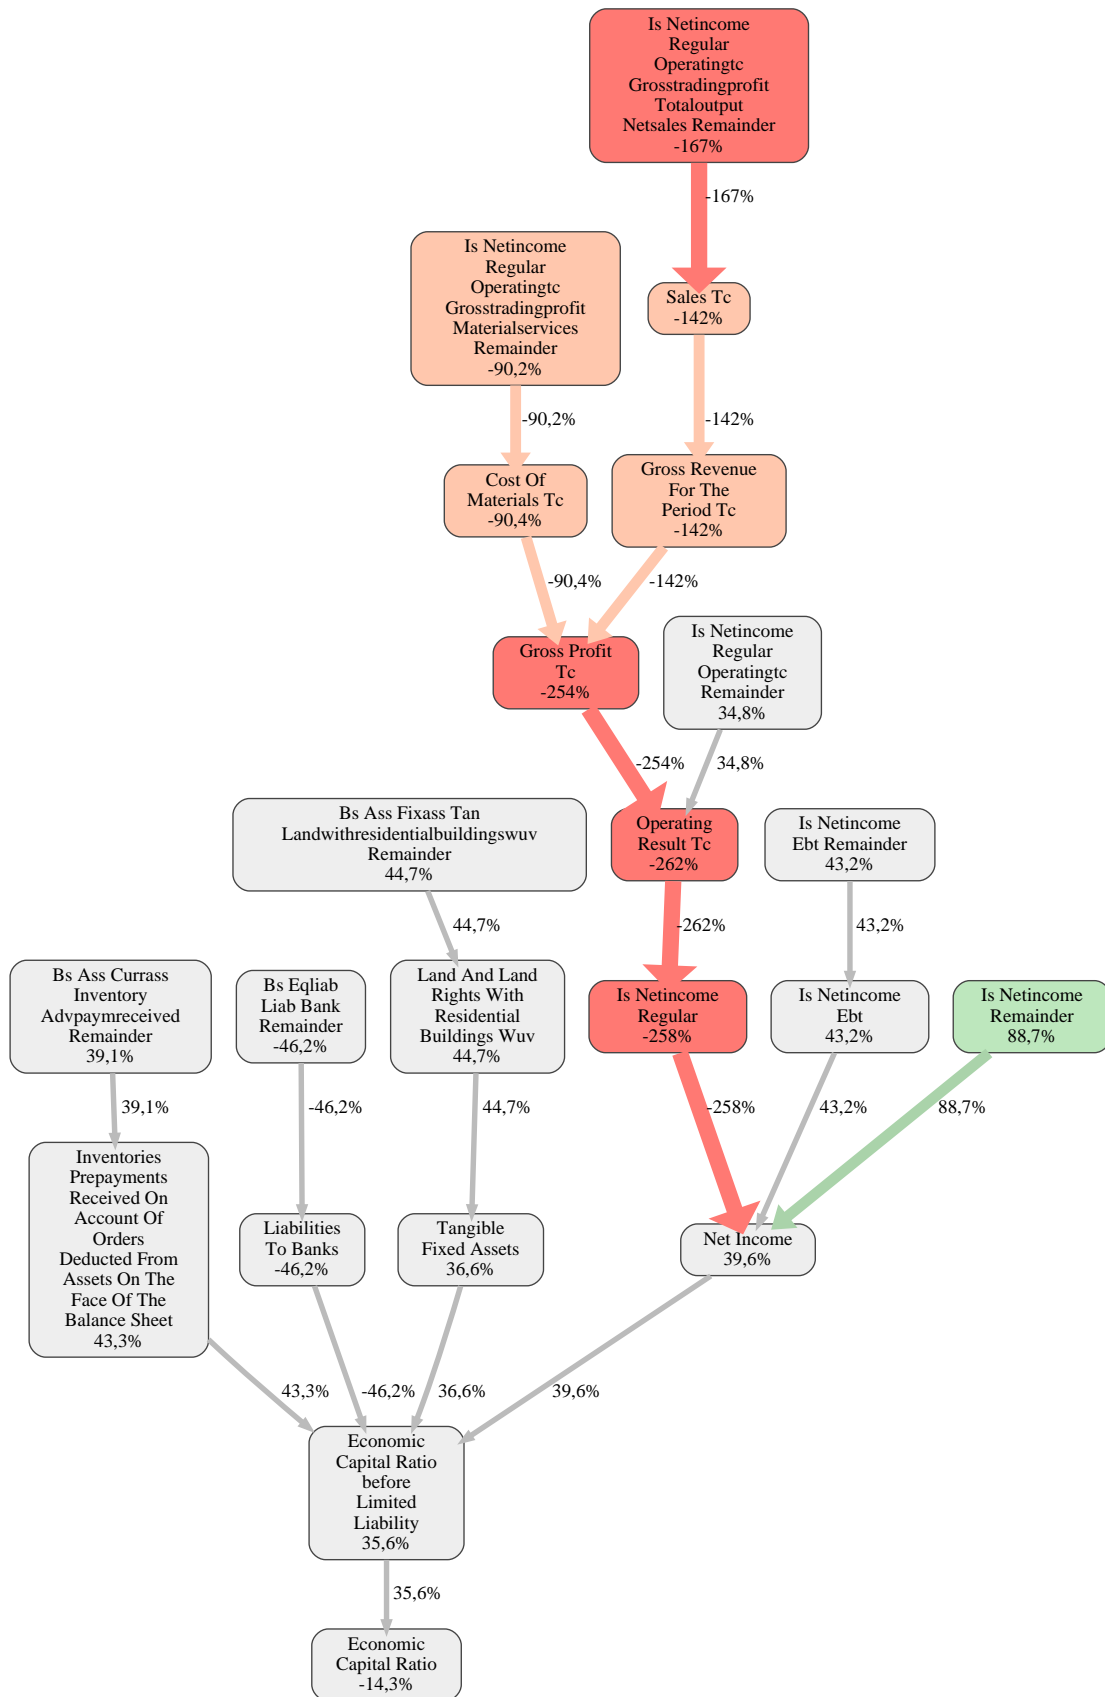 Is Netincome
Regular
Operatingtc
Grosstradingprofit
Totaloutput
Netsales Remainder
-167%
-167%
Is Netincome
Regular
Operatingtc
Grosstradingprofit
Materialservices
Remainder
-90,2%
Sales Tc
-142%
-90,2%
-142%
Cost Of
Materials Tc
-90,4%
Gross Revenue
For The
Period Tc
-142%
-90,4%
-142%
Gross Profit
Tc
-254%
Is Netincome
Regular
Operatingtc
Remainder
34,8%
-254%
34,8%
Bs Ass Fixass Tan
Landwithresidentialbuildingswuv
Remainder
44,7%
Operating
Result Tc
-262%
Is Netincome
Ebt Remainder
43,2%
44,7%
-262%
43,2%
Bs Ass Currass
Inventory
Advpaymreceived
Remainder
39,1%
Bs Eqliab
Liab Bank
Remainder
-46,2%
Land And Land
Rights With
Residential
Buildings Wuv
44,7%
Is Netincome
Regular
-258%
Is Netincome
Ebt
43,2%
Is Netincome
Remainder
88,7%
39,1%
-46,2%
44,7%
-258%
43,2%
88,7%
Inventories
Prepayments
Received On
Account Of
Orders
Deducted From
Assets On The
Face Of The
Balance Sheet
43,3%
Liabilities
To Banks
-46,2%
Tangible
Fixed Assets
36,6%
Net Income
39,6%
43,3%
-46,2%
36,6%
39,6%
Economic
Capital Ratio
before
Limited
Liability
35,6%
35,6%
Economic
Capital Ratio
-14,3%